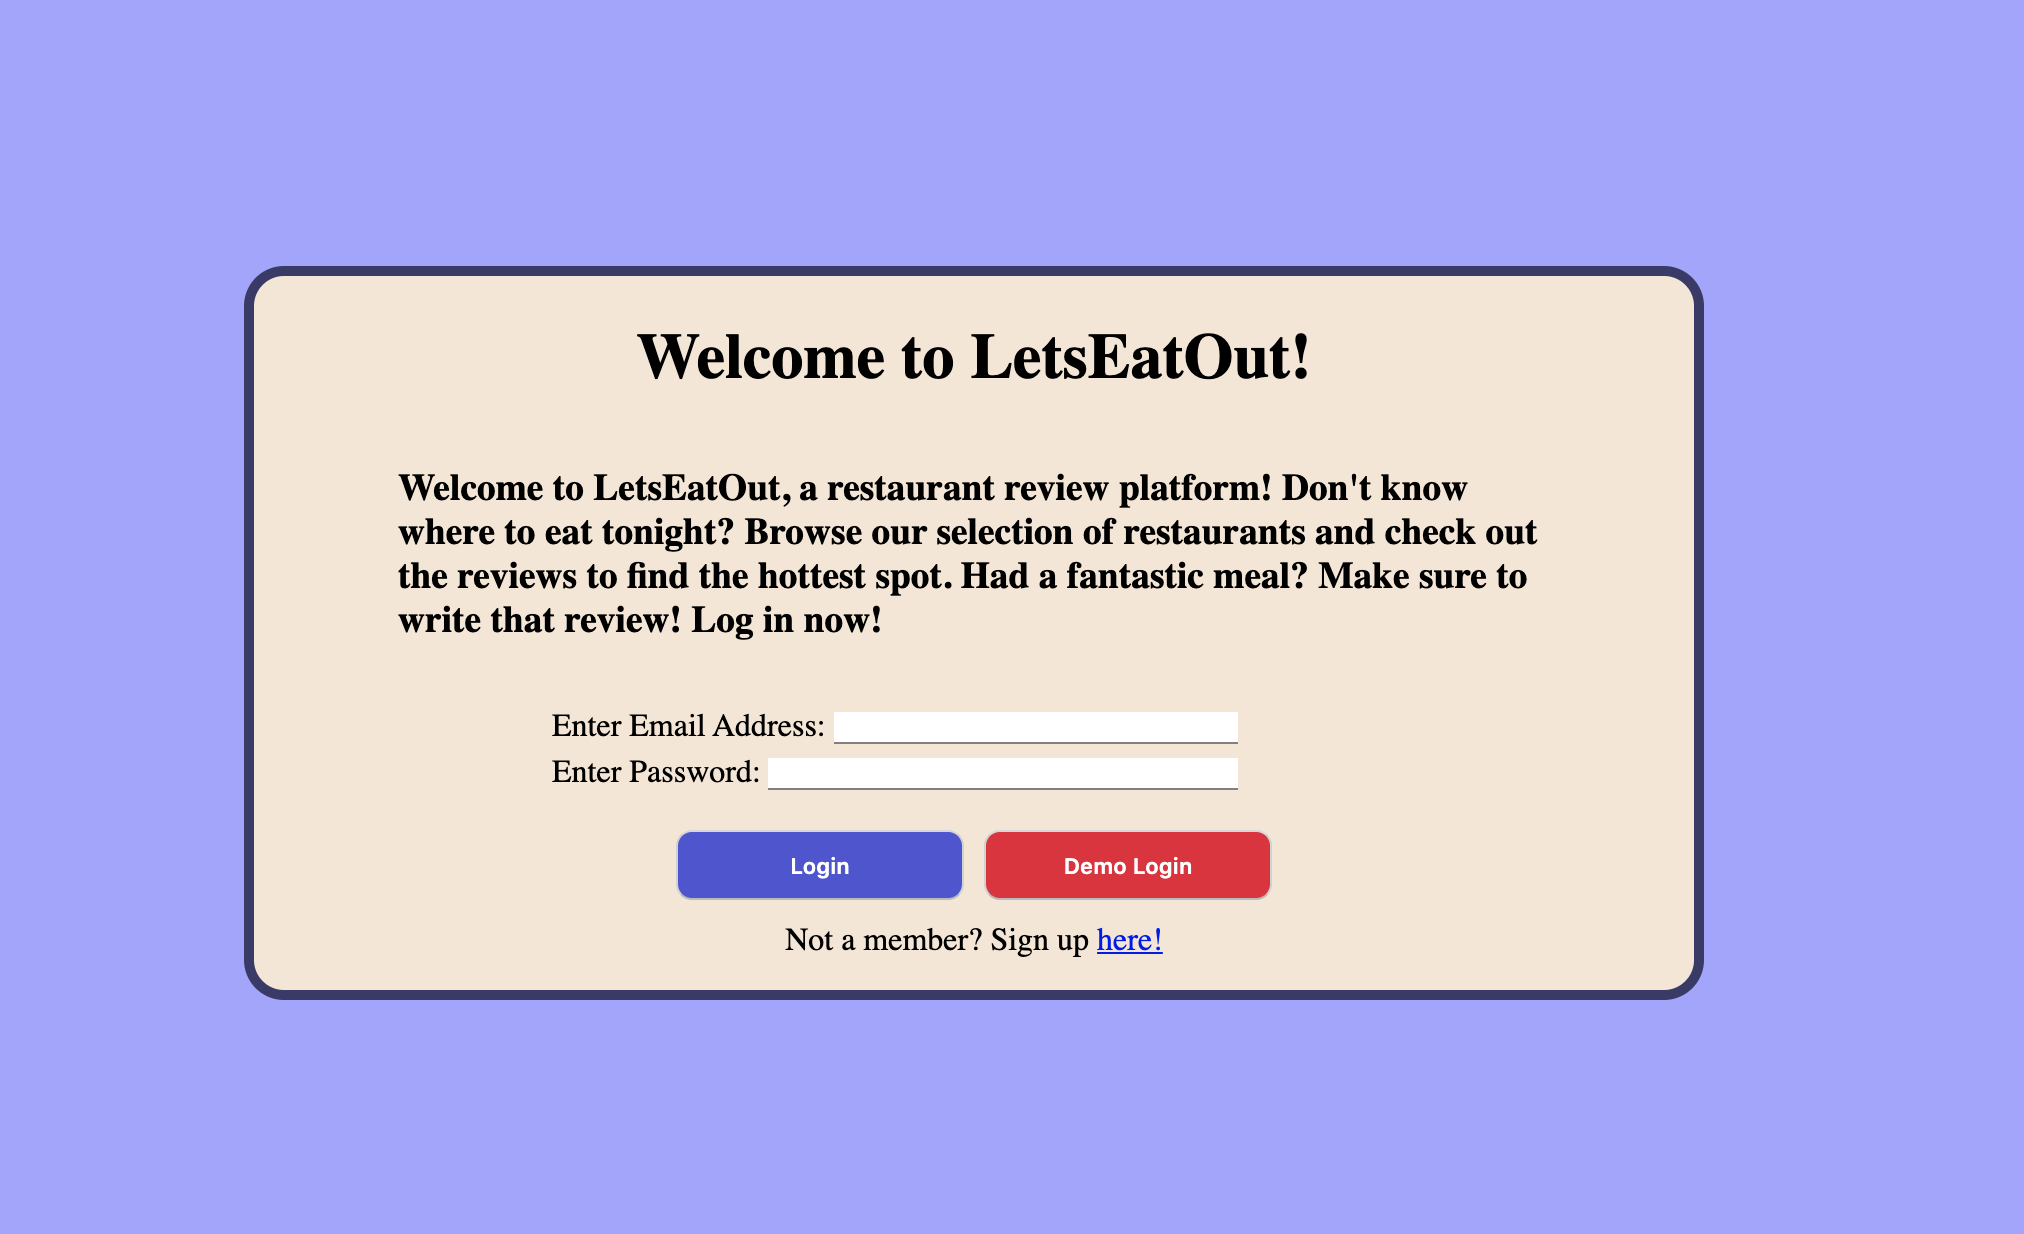 Welcome to LetsEatOut!
Welcome to LetsEatOut, a restaurant review platform! Don't know
where to eat tonight? Browse our selection of restaurants and check out
the reviews to find the hottest spot. Had a fantastic meal? Make sure to
write that review! Log in now!
Enter Email Address:
Enter Password:
Login Demo Login
Not a member? Sign up here!